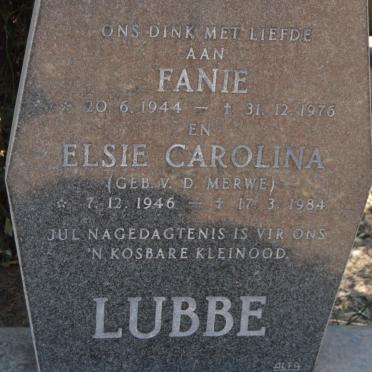 ONS DINK MET LIEFDE
AAN
FANIE
☆ 20. 6. 1944 — † 31. 12. 1976
EN
ELSIE CAROLINA
(GEB. V. D. MERWE)
☆ 7. 12. 1946 — † 17. 3. 1984
JUL NAGEDAGTENIS IS VIR ONS
'N KOSBARE KLEINOOD.
LUBBE
ALFA